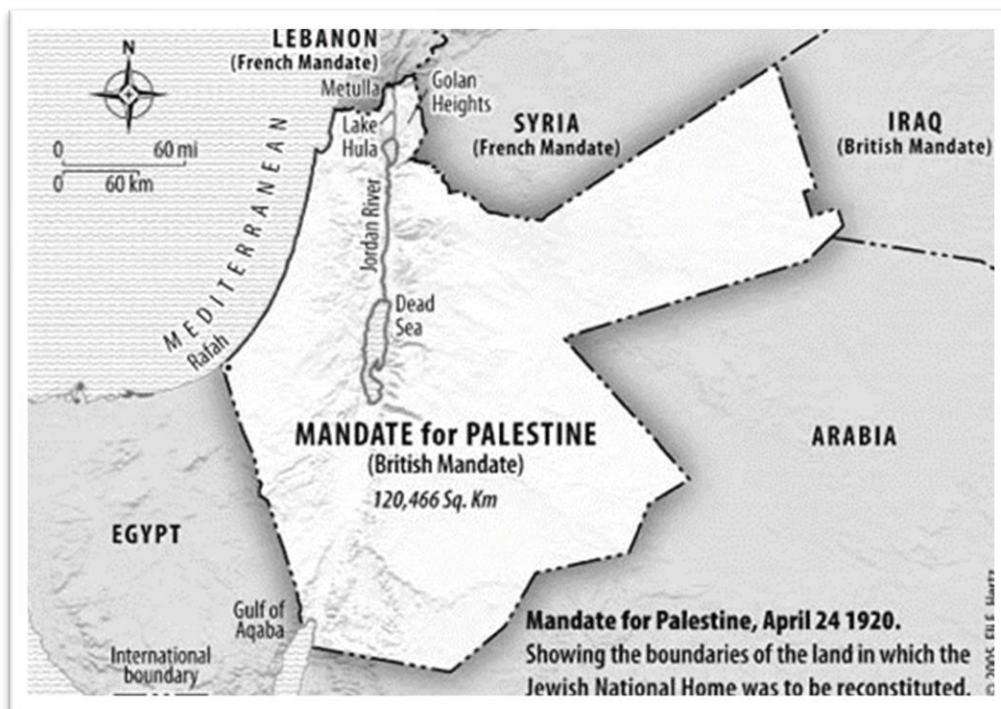 LEBANON
(French Mandate)
N
Metulla
Golan
Heights
Lake
Hula
SYRIA
(French Mandate)
IRAQ
(British Mandate)
0 60 mi
0 60 km
MEDITERRANEAN
Jordan River
Dead
Sea
Rafah
MANDATE for PALESTINE
(British Mandate)
120,466 Sq. Km
ARABIA
EGYPT
Gulf of
Aqaba
International
boundary
Mandate for Palestine, April 24 1920.
Showing the boundaries of the land in which the
Jewish National Home was to be reconstituted.
© 2005 Eli E. Hertz